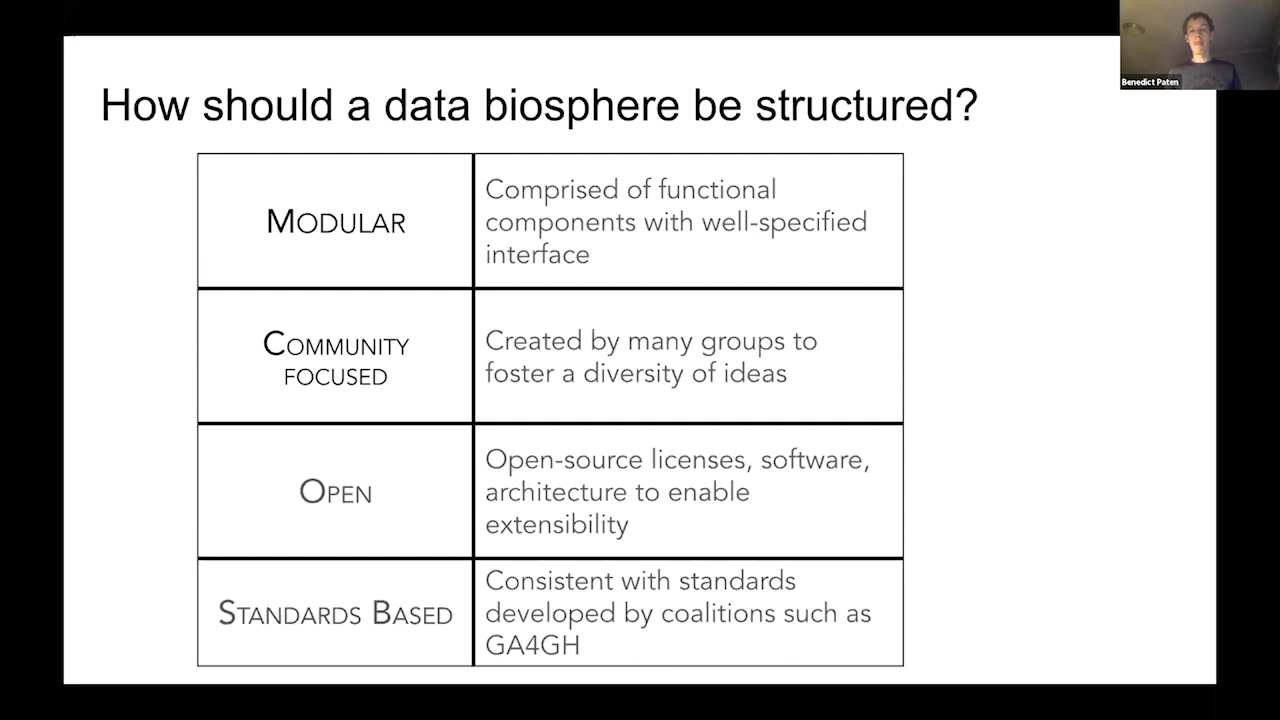 How should a data biosphere be structured?
Benedict Paten
MODULAR
Comprised of functional
components with well-specified
interface
COMMUNITY
FOCUSED
Created by many groups to
foster a diversity of ideas
OPEN
Open-source licenses, software,
architecture to enable
extensibility
STANDARDS BASED
Consistent with standards
developed by coalitions such as
GA4GH